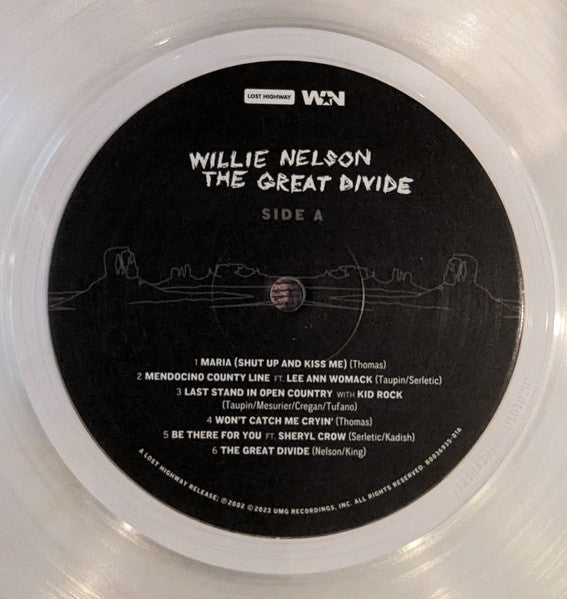 LOST HIGHWAY WN
WILLIE NELSON
THE GREAT DIVIDE
SIDE A
1 MARIA (SHUT UP AND KISS ME) (Thomas)
2 MENDOCINO COUNTY LINE FT. LEE ANN WOMACK (Taupin/Serletic)
3 LAST STAND IN OPEN COUNTRY WITH KID ROCK
(Taupin/Mesurier/Cregan/Tufano)
4 WON'T CATCH ME CRYIN' (Thomas)
5 BE THERE FOR YOU FT. SHERYL CROW (Serletic/Kadish)
6 THE GREAT DIVIDE (Nelson/King)
A LOST HIGHWAY RELEASE; ℗2002 ©2023 UMG RECORDINGS, INC. ALL RIGHTS RESERVED. B0036935-01A